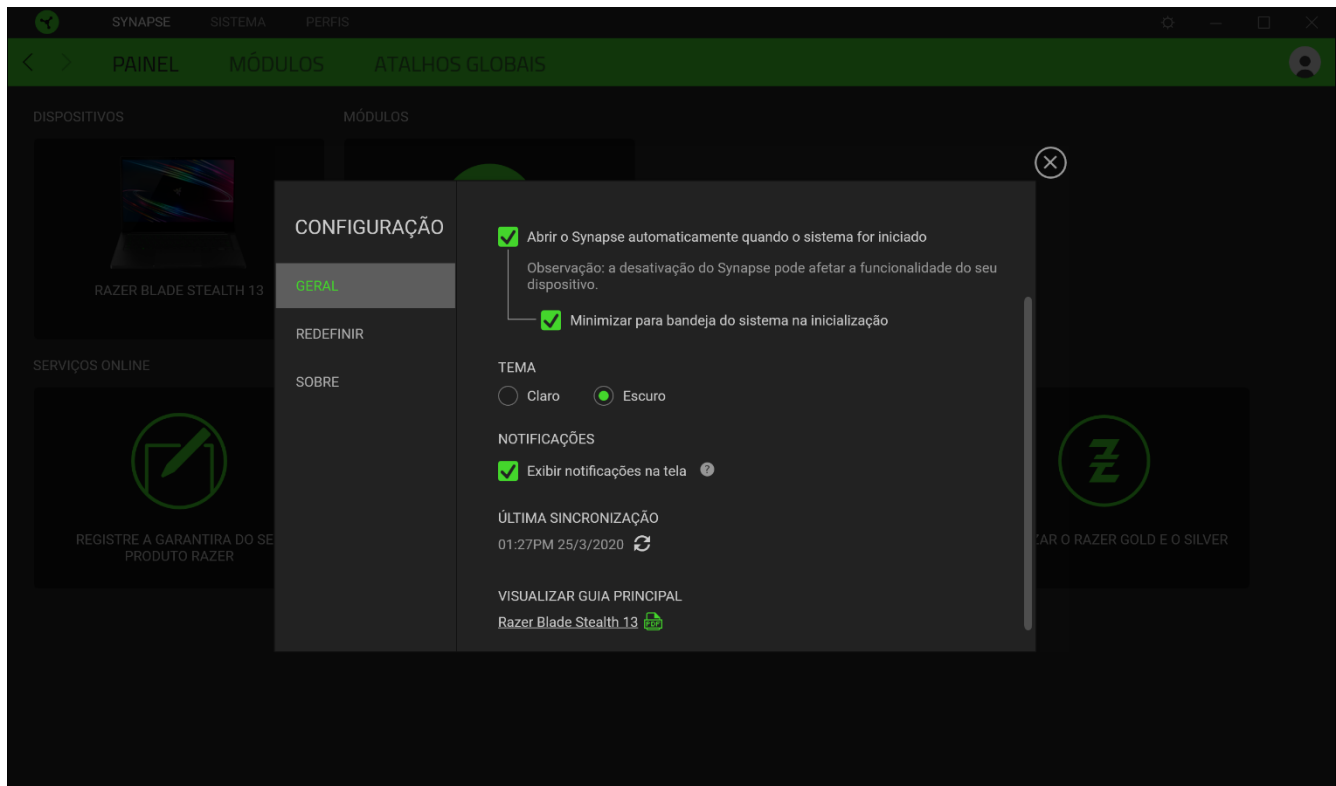 SYNAPSE SISTEMA PERFIS
PAINEL MÓDULOS ATALHOS GLOBAIS
DISPOSITIVOS MÓDULOS
RAZER BLADE STEALTH 13
SERVIÇOS ONLINE
REGISTRE A GARANTIRA DO SE
PRODUTO RAZER
CONFIGURAÇÃO
GERAL
REDEFINIR
SOBRE
Abrir o Synapse automaticamente quando o sistema for iniciado
Observação: a desativação do Synapse pode afetar a funcionalidade do seu
dispositivo.
Minimizar para bandeja do sistema na inicialização
TEMA
Claro Escuro
NOTIFICAÇÕES
Exibir notificações na tela ?
ÚLTIMA SINCRONIZAÇÃO
01:27PM 25/3/2020
VISUALIZAR GUIA PRINCIPAL
Razer Blade Stealth 13 PDF
ZAR O RAZER GOLD E O SILVER